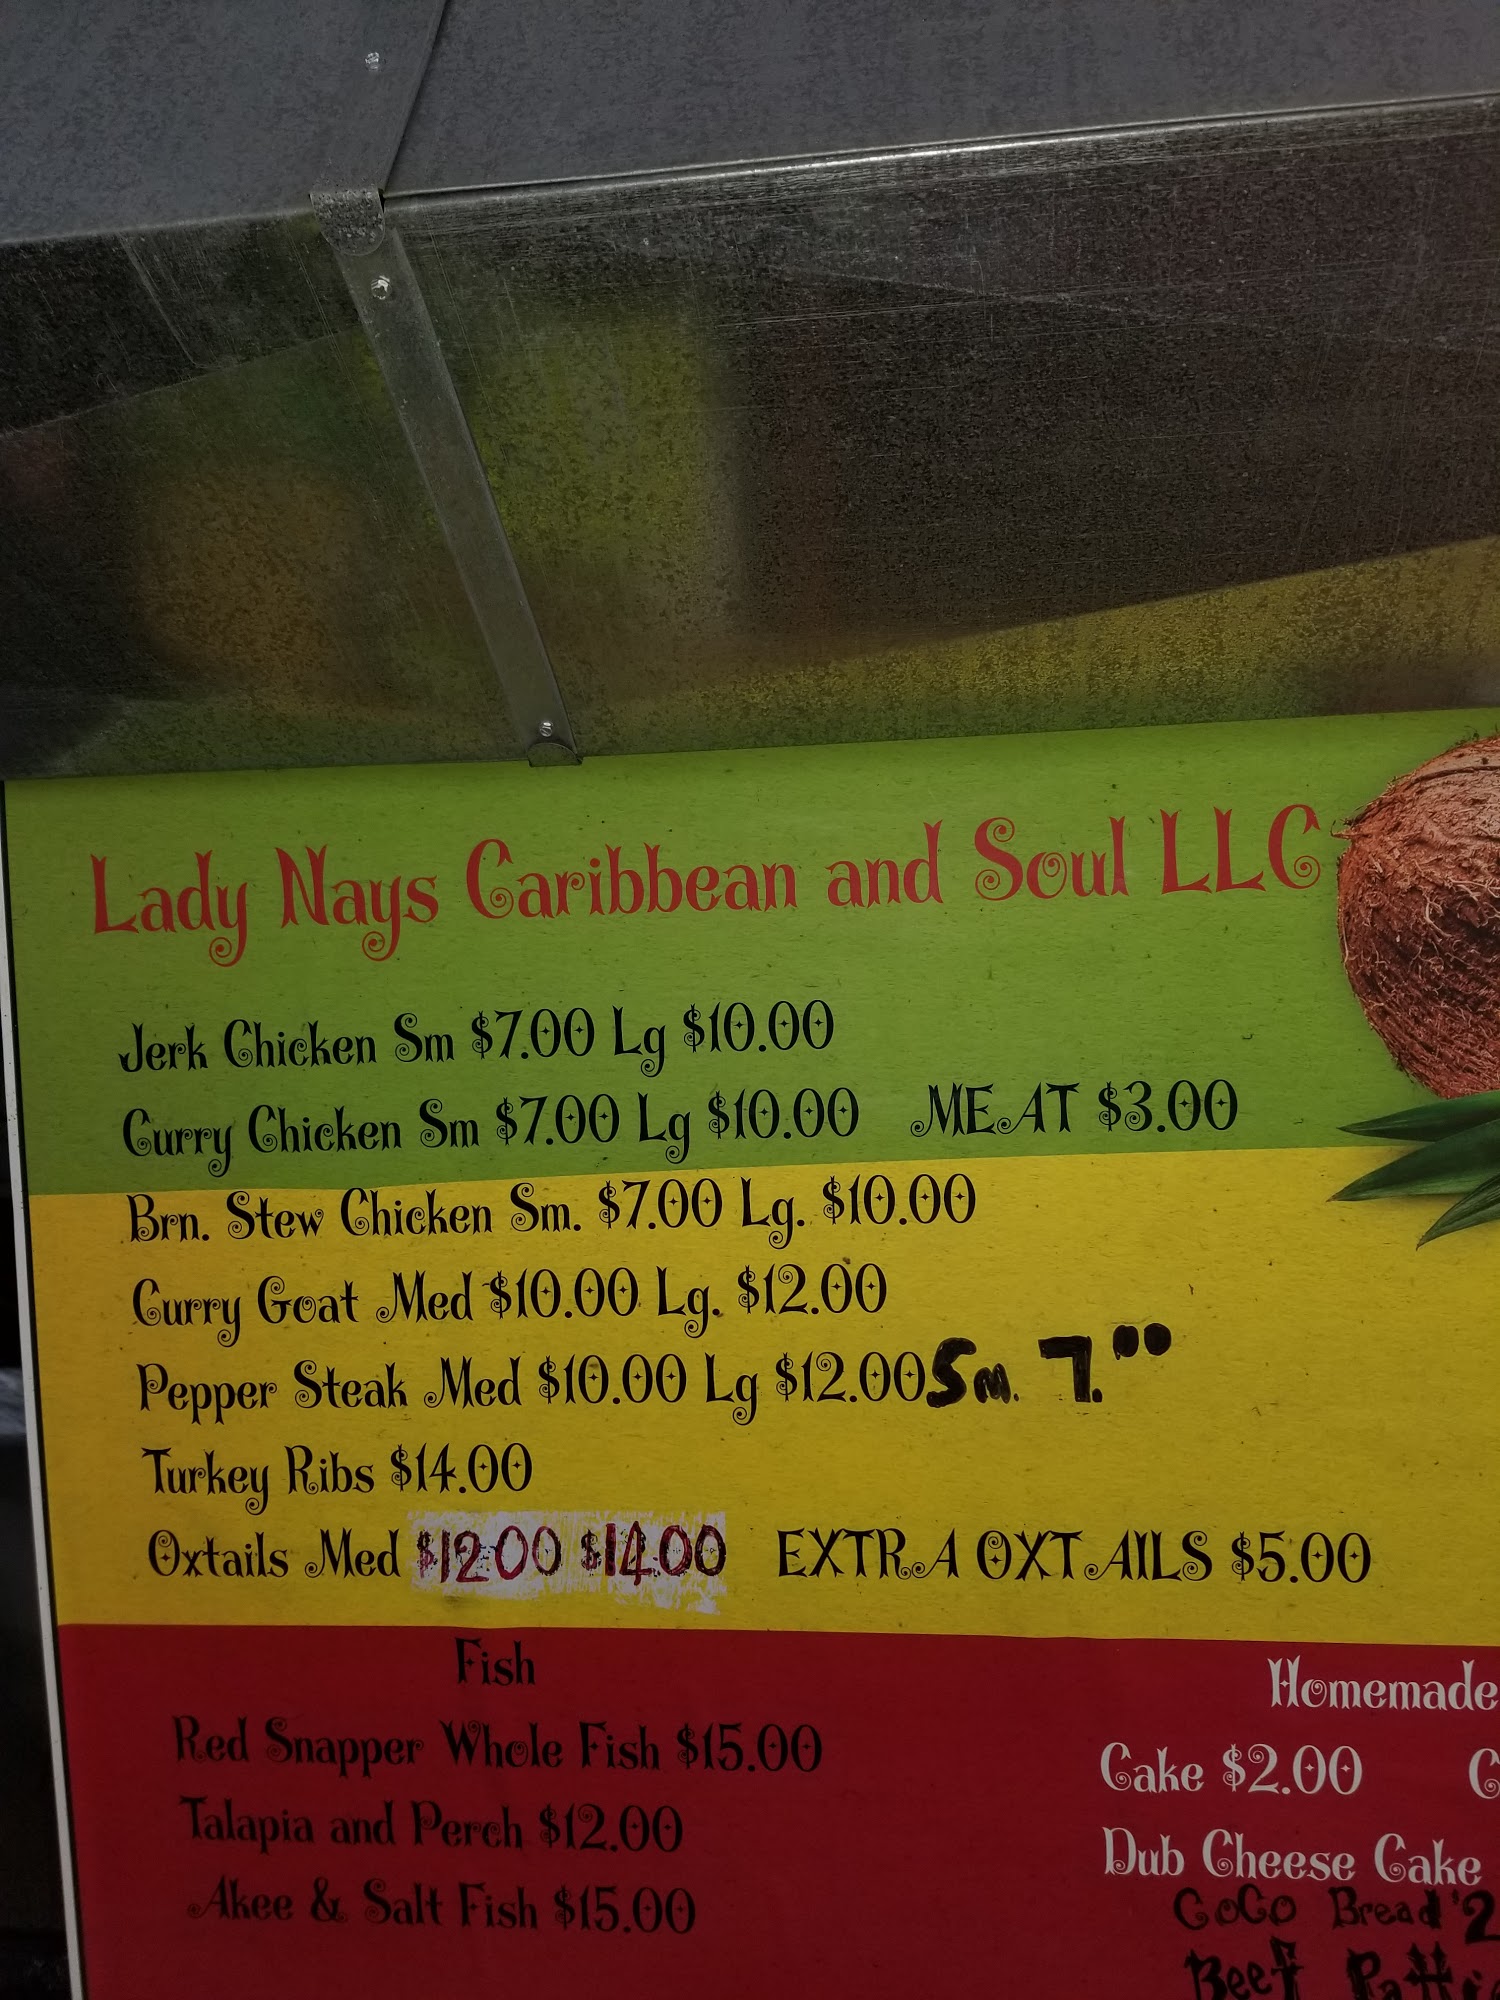 Lady Nays Caribbean and Soul LLC
Jerk Chicken Sm $7.00 Lg $10.00
Curry Chicken Sm $7.00 Lg $10.00 MEAT $3.00
Brn. Stew Chicken Sm. $7.00 Lg. $10.00
Curry Goat Med $10.00 Lg. $12.00
Pepper Steak Med $10.00 Lg $12.00 Sm. 7.00
Turkey Ribs $14.00
Oxtails Med $12.00 $14.00 EXTRA OXTAILS $5.00
Fish
Red Snapper Whole Fish $15.00
Talapia and Perch $12.00
Akee & Salt Fish $15.00
Homemade
Cake $2.00
Dub Cheese Cake
CoCo Bread $2
Beef